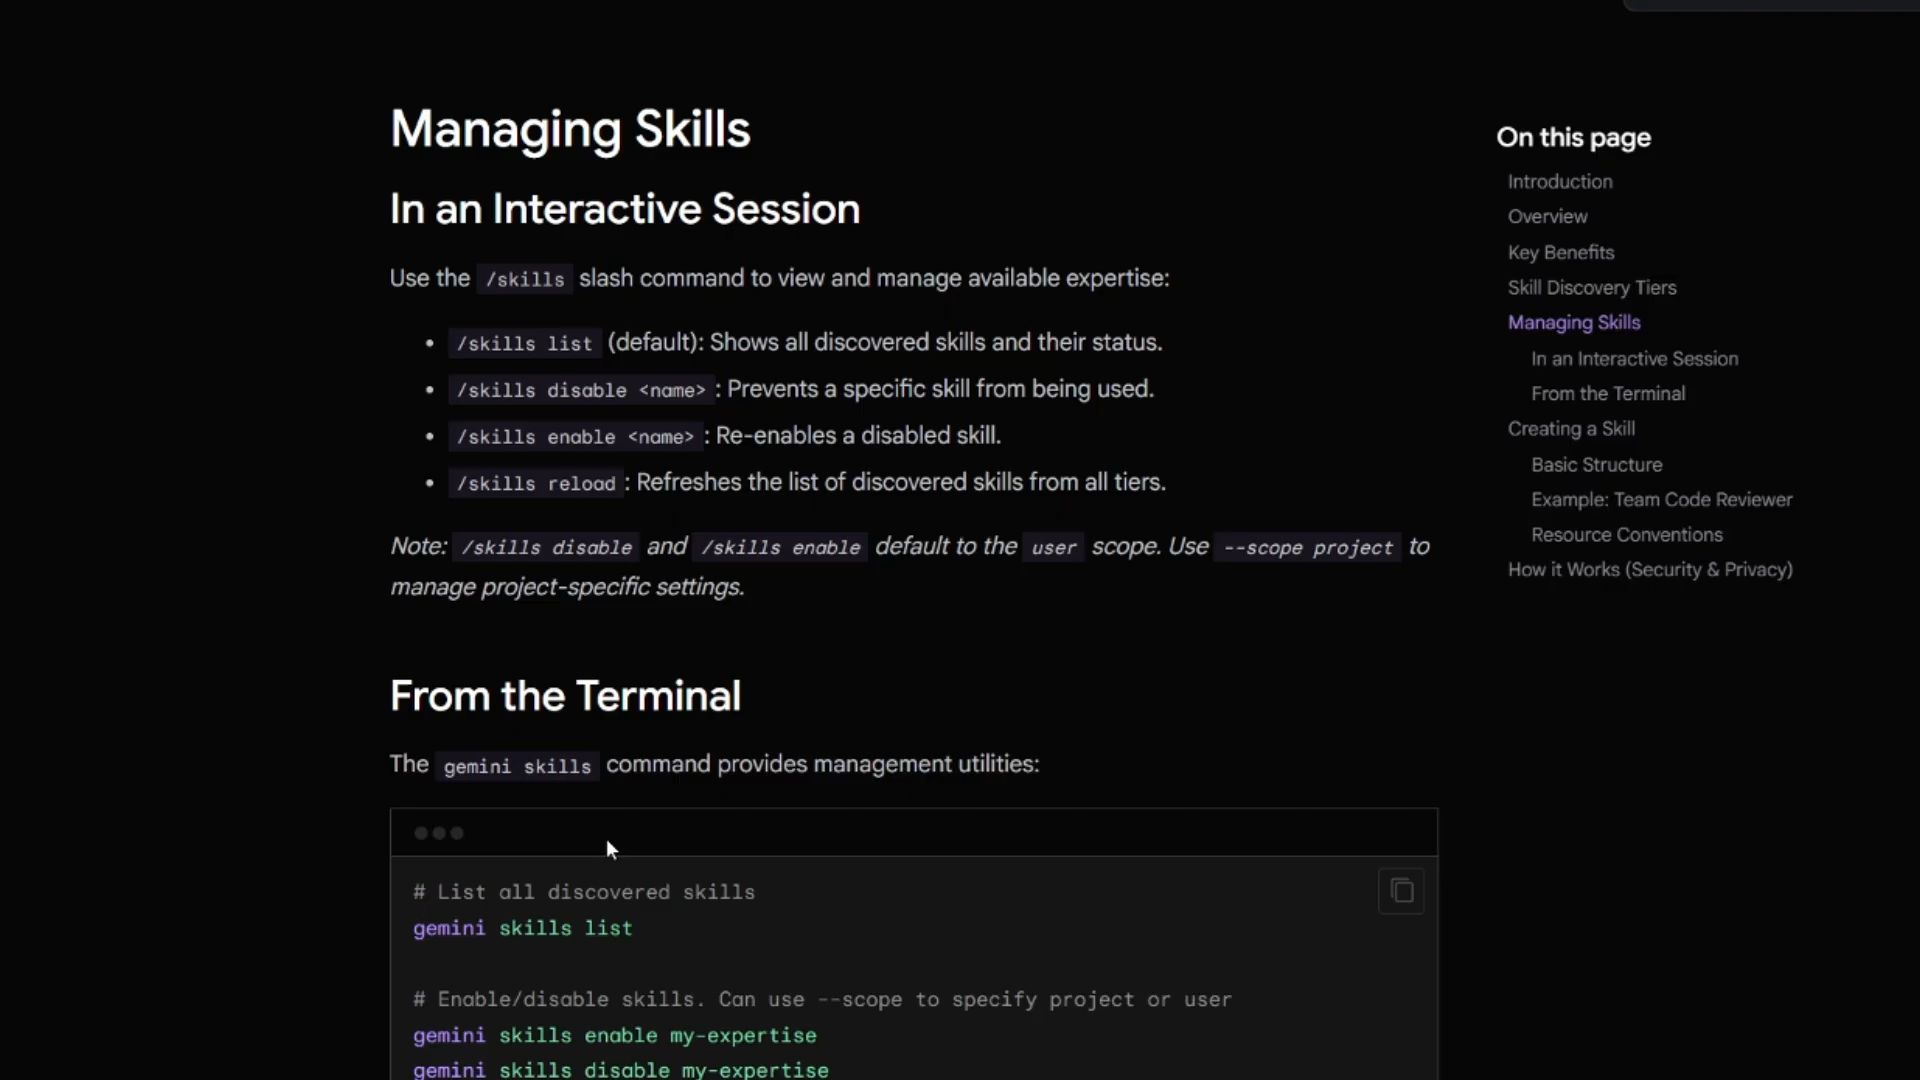 Managing Skills
In an Interactive Session
Use the /skills slash command to view and manage available expertise:
• /skills list (default): Shows all discovered skills and their status.
• /skills disable <name> : Prevents a specific skill from being used.
• /skills enable <name> : Re-enables a disabled skill.
• /skills reload : Refreshes the list of discovered skills from all tiers.
Note: /skills disable and /skills enable default to the user scope. Use --scope project to
manage project-specific settings.
From the Terminal
The gemini skills command provides management utilities:
# List all discovered skills
gemini skills list
# Enable/disable skills. Can use --scope to specify project or user
gemini skills enable my-expertise
gemini skills disable my-expertise
On this page
Introduction
Overview
Key Benefits
Skill Discovery Tiers
Managing Skills
In an Interactive Session
From the Terminal
Creating a Skill
Basic Structure
Example: Team Code Reviewer
Resource Conventions
How it Works (Security & Privacy)